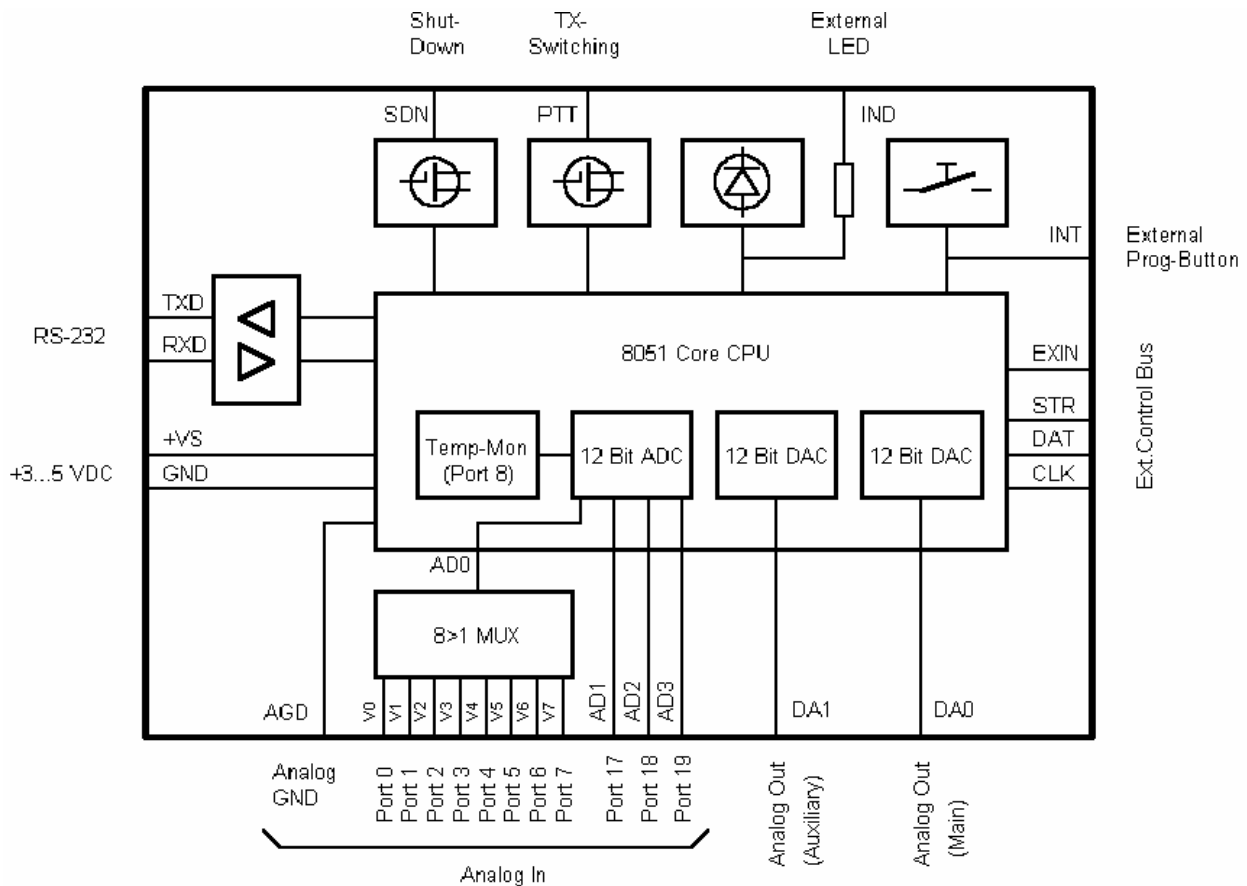 Shut-
Down
TX-
Switching
External
LED
SDN
PTT
IND
INT
External
Prog-Button
TXD
RXD
RS-232
8051 Core CPU
EXIN
STR
DAT
CLK
Ext.Control Bus
+VS
GND
+3...5 VDC
Temp-Mon
(Port 8)
12 Bit ADC
12 Bit DAC
12 Bit DAC
AD0
8>1 MUX
AGD
V0
V1
V2
V3
V4
V5
V6
V7
AD1
AD2
AD3
DA1
DA0
Analog
GND
Port 0
Port 1
Port 2
Port 3
Port 4
Port 5
Port 6
Port 7
Port 17
Port 18
Port 19
Analog Out
(Auxiliary)
Analog Out
(Main)
Analog In